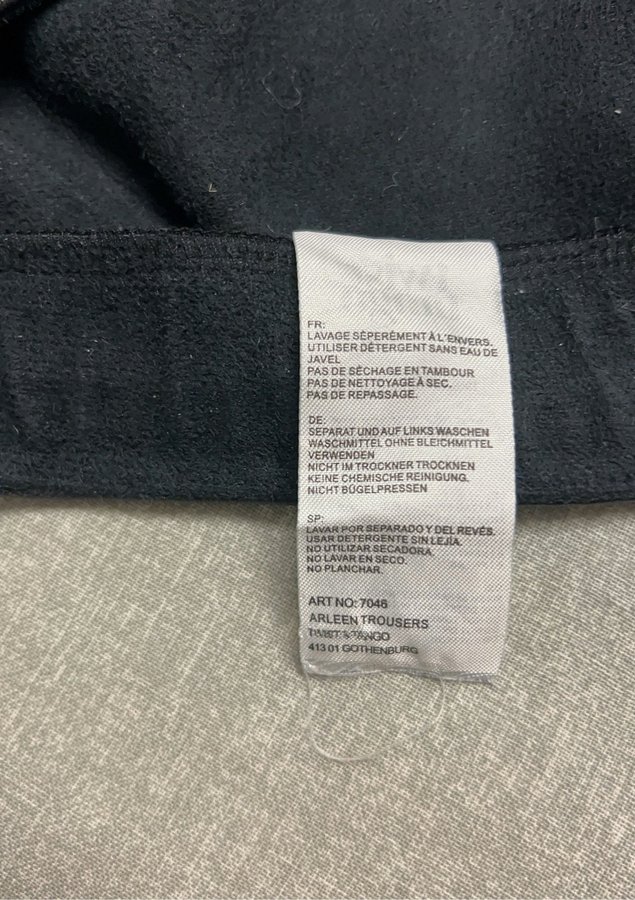 FR:
LAVAGE SÉPERÉMENT À L'ENVERS.
UTILISER DÉTERGENT SANS EAU DE
JAVEL
PAS DE SÉCHAGE EN TAMBOUR
PAS DE NETTOYAGE À SEC.
PAS DE REPASSAGE.
DE:
SEPARAT UND AUF LINKS WASCHEN
WASCHMITTEL OHNE BLEICHMITTEL
VERWENDEN
NICHT IM TROCKNER TROCKNEN
KEINE CHEMISCHE REINIGUNG.
NICHT BÜGELPRESSEN
SP:
LAVAR POR SEPARADO Y DEL REVÉS.
USAR DETERGENTE SIN LEJÍA.
NO UTILIZAR SECADORA
NO LAVAR EN SECO.
NO PLANCHAR.
ART NO: 7046
ARLEEN TROUSERS
TWIST & TANGO
413 01 GOTHENBURG